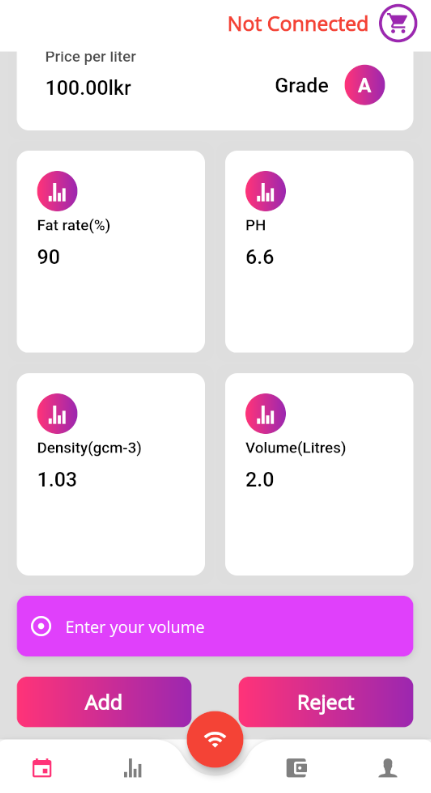 Not Connected
Price per liter
100.00lkr
Grade A
Fat rate(%)
90
PH
6.6
Density(gcm-3)
1.03
Volume(Litres)
2.0
Enter your volume
Add
Reject